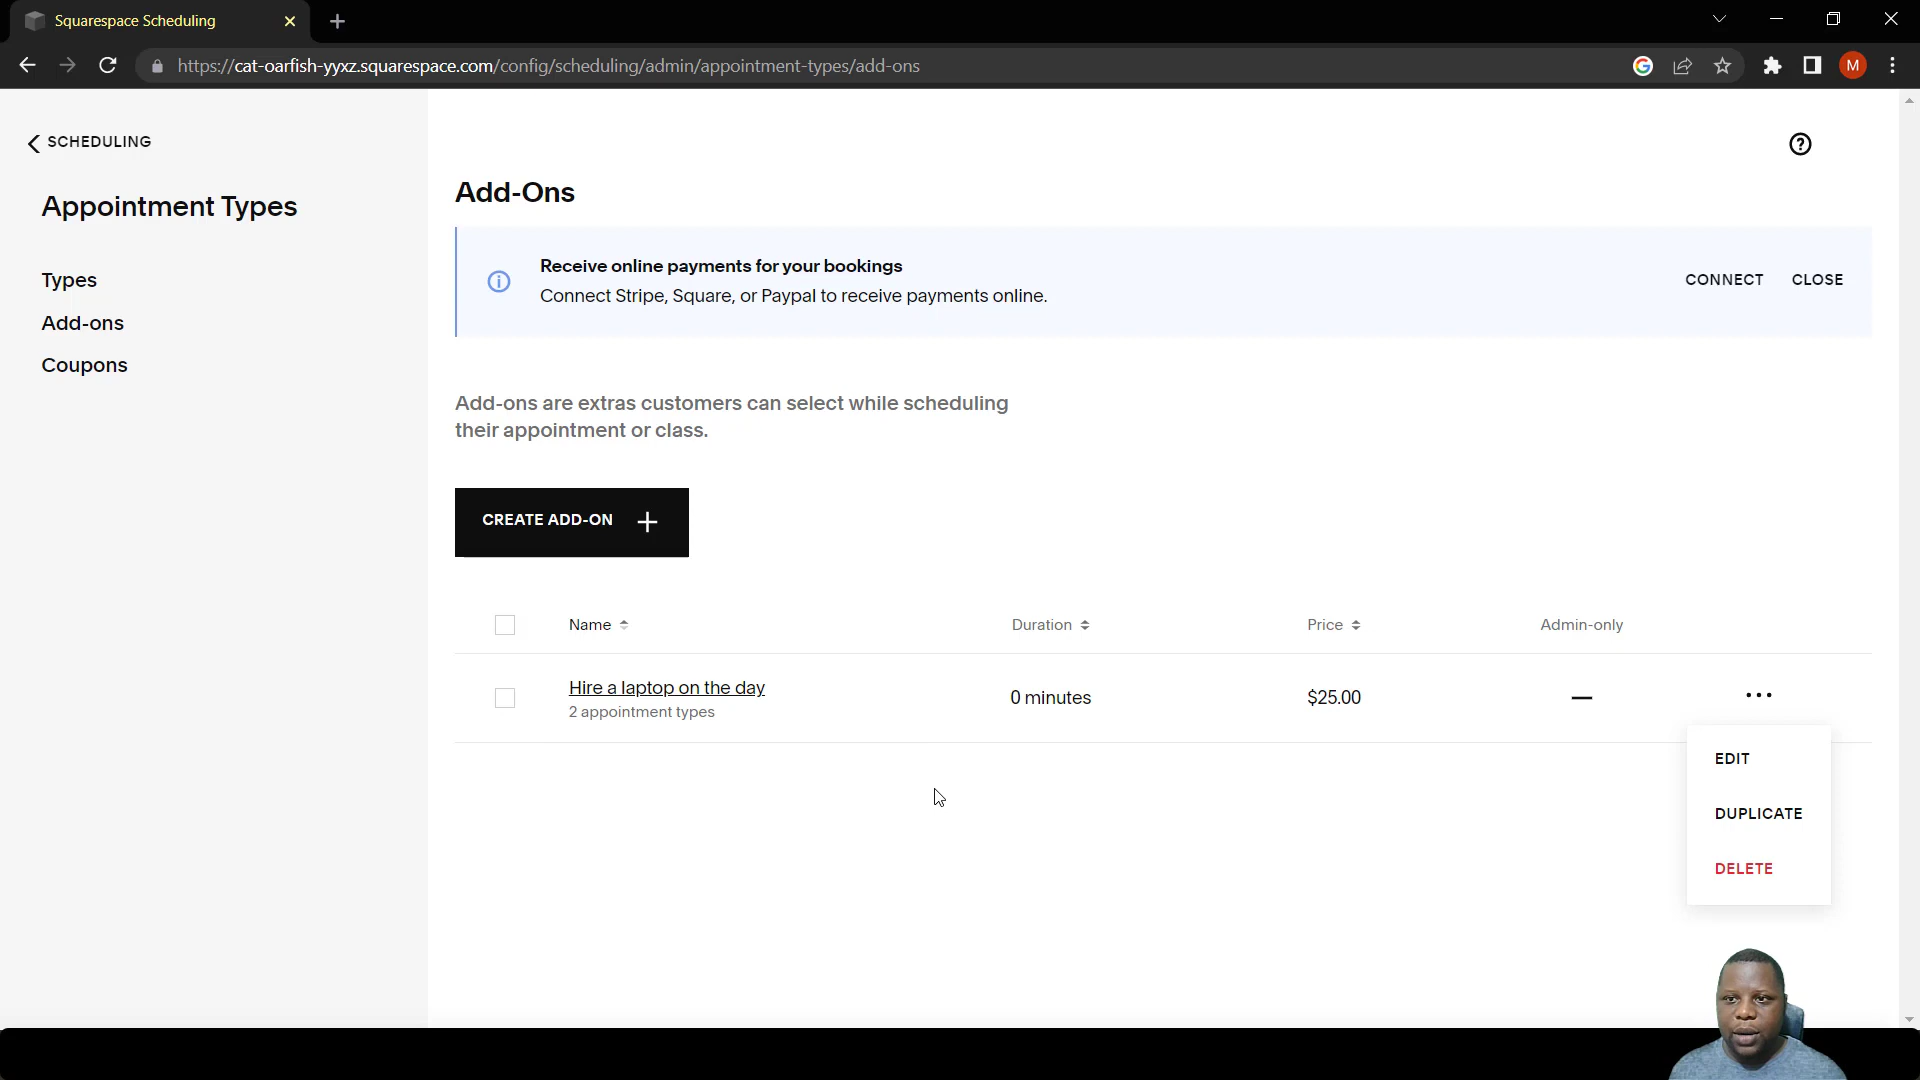 Squarespace Scheduling
https://cat-oarfish-yyxz.squarespace.com/config/scheduling/admin/appointment-types/add-ons
M
SCHEDULING
Appointment Types
Types
Add-ons
Coupons
Add-Ons
Receive online payments for your bookings
Connect Stripe, Square, or Paypal to receive payments online.
CONNECT CLOSE
Add-ons are extras customers can select while scheduling
their appointment or class.
CREATE ADD-ON
Name Duration Price Admin-only
Hire a laptop on the day 0 minutes $25.00 —
2 appointment types
EDIT
DUPLICATE
DELETE